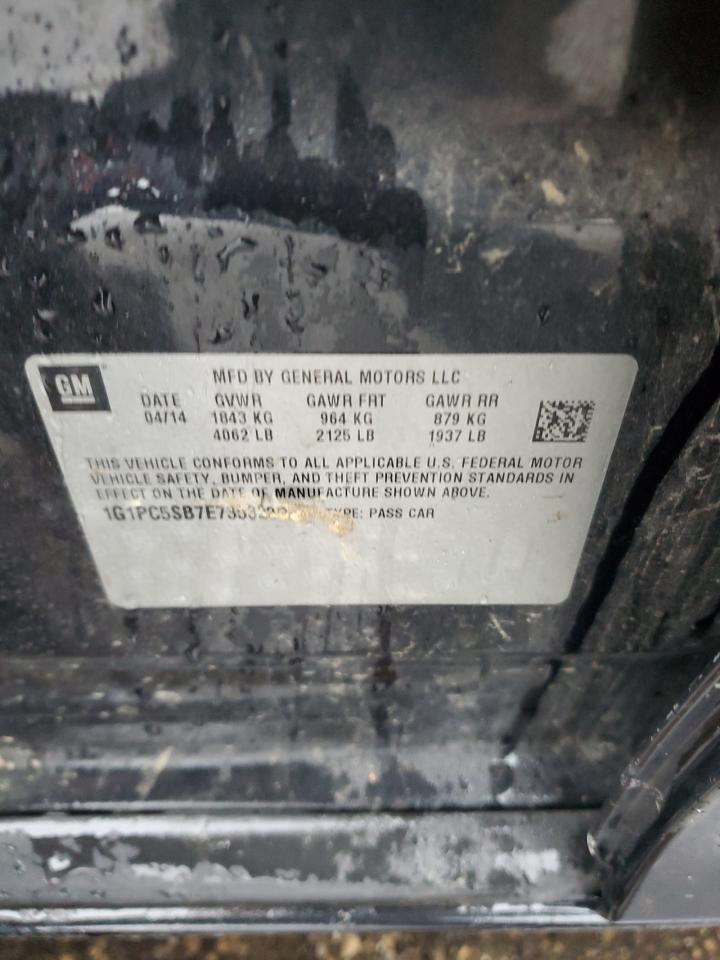 GM
MFD BY GENERAL MOTORS LLC
DATE GVWR GAWR FRT GAWR RR
04/14 1843 KG 964 KG 879 KG
4062 LB 2125 LB 1937 LB
THIS VEHICLE CONFORMS TO ALL APPLICABLE U.S. FEDERAL MOTOR
VEHICLE SAFETY, BUMPER, AND THEFT PREVENTION STANDARDS IN
EFFECT ON THE DATE OF MANUFACTURE SHOWN ABOVE.
TYPE: PASS CAR